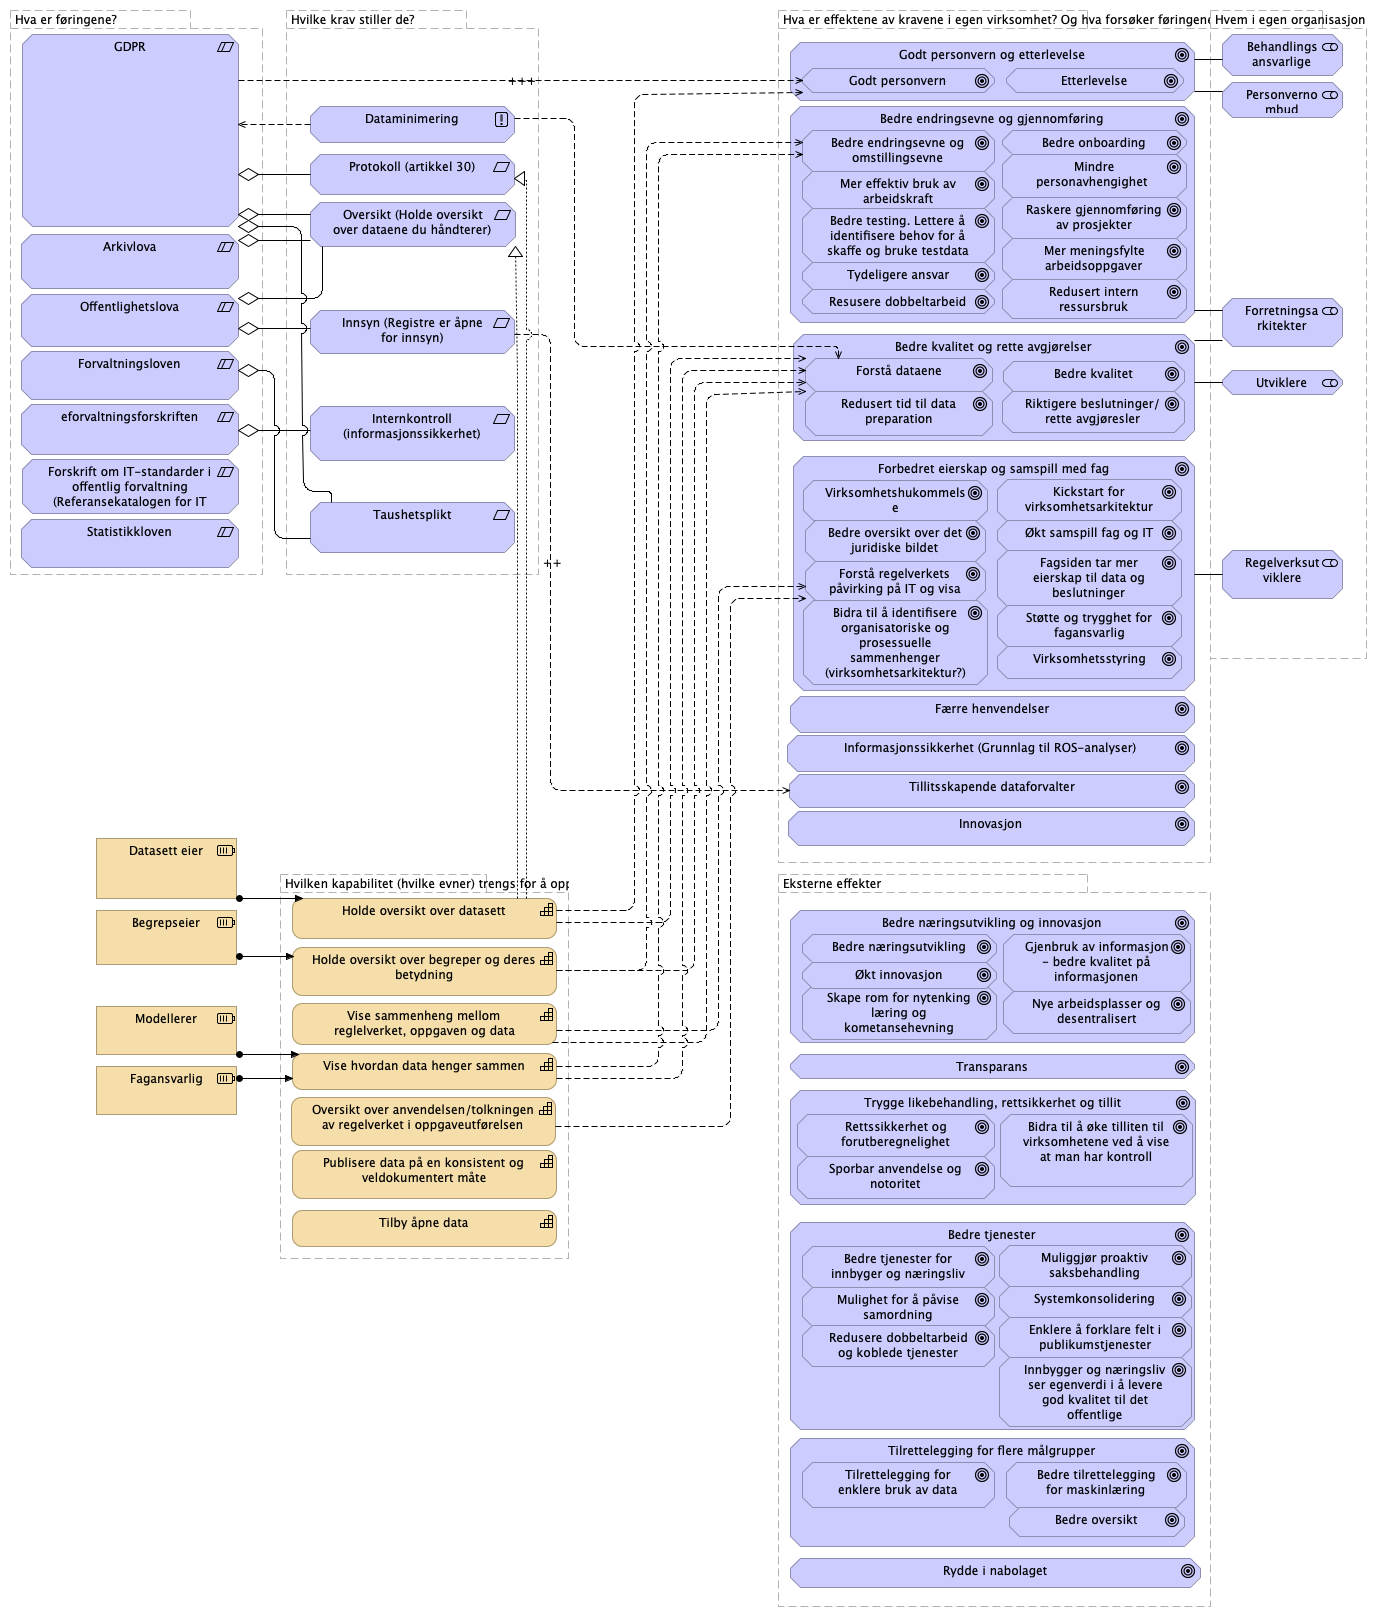 Hva er føringene?
GDPR
Arkivlova
Offentlighetslova
Forvaltningsloven
eforvaltningsforskriften
Forskrift om IT-standarder i
offentlig forvaltning
(Referansekatalogen for IT
Statistikkloven
Hvilke krav stiller de?
Dataminimering
Protokoll (artikkel 30)
Oversikt (Holde oversikt
over dataene du håndterer)
Innsyn (Registre er åpne
for innsyn)
Internkontroll
(informasjonssikkerhet)
Taushetsplikt
+++
++
Hva er effektene av kravene i egen virksomhet? Og hva forsøker føringene
Godt personvern og etterlevelse
Godt personvern
Etterlevelse
Bedre endringsevne og gjennomføring
Bedre endringsevne og
omstillingsevne
Mer effektiv bruk av
arbeidskraft
Bedre testing. Lettere å
identifisere behov for å
skaffe og bruke testdata
Tydeligere ansvar
Resusere dobbeltarbeid
Bedre onboarding
Mindre
personavhengighet
Raskere gjennomføring
av prosjekter
Mer meningsfylte
arbeidsoppgaver
Redusert intern
ressursbruk
Bedre kvalitet og rette avgjørelser
Forstå dataene
Redusert tid til data
preparation
Bedre kvalitet
Riktigere beslutninger/
rette avgjøresler
Forbedret eierskap og samspill med fag
Virksomhetshukommels
e
Bedre oversikt over det
juridiske bildet
Forstå regelverkets
påvirking på IT og visa
Bidra til å identifisere
organisatoriske og
prosessuelle
sammenhenger
(virksomhetsarkitektur?)
Kickstart for
virksomhetsarkitektur
Økt samspill fag og IT
Fagsiden tar mer
eierskap til data og
beslutninger
Støtte og trygghet for
fagansvarlig
Virksomhetsstyring
Færre henvendelser
Informasjonssikkerhet (Grunnlag til ROS-analyser)
Tillitsskapende dataforvalter
Innovasjon
Hvem i egen organisasjon
Behandlings
ansvarlige
Personverno
mbud
Forretningsa
rkitekter
Utviklere
Regelverksut
viklere
Datasett eier
Begrepseier
Modellerer
Fagansvarlig
Hvilken kapabilitet (hvilke evner) trengs for å opp
Holde oversikt over datasett
Holde oversikt over begreper og deres
betydning
Vise sammenheng mellom
reglelverket, oppgaven og data
Vise hvordan data henger sammen
Oversikt over anvendelsen/tolkningen
av regelverket i oppgaveutførelsen
Publisere data på en konsistent og
veldokumentert måte
Tilby åpne data
Eksterne effekter
Bedre næringsutvikling og innovasjon
Bedre næringsutvikling
Økt innovasjon
Skape rom for nytenking
læring og
kometansehevning
Gjenbruk av informasjon
– bedre kvalitet på
informasjonen
Nye arbeidsplasser og
desentralisert
Transparans
Trygge likebehandling, rettsikkerhet og tillit
Rettssikkerhet og
forutberegnelighet
Sporbar anvendelse og
notoritet
Bidra til å øke tilliten til
virksomhetene ved å vise
at man har kontroll
Bedre tjenester
Bedre tjenester for
innbyger og næringsliv
Mulighet for å påvise
samordning
Redusere dobbeltarbeid
og koblede tjenester
Muliggjør proaktiv
saksbehandling
Systemkonsolidering
Enklere å forklare felt i
publikumstjenester
Innbygger og næringsliv
ser egenverdi i å levere
god kvalitet til det
offentlige
Tilrettelegging for flere målgrupper
Tilrettelegging for
enklere bruk av data
Bedre tilrettelegging
for maskinlæring
Bedre oversikt
Rydde i nabolaget